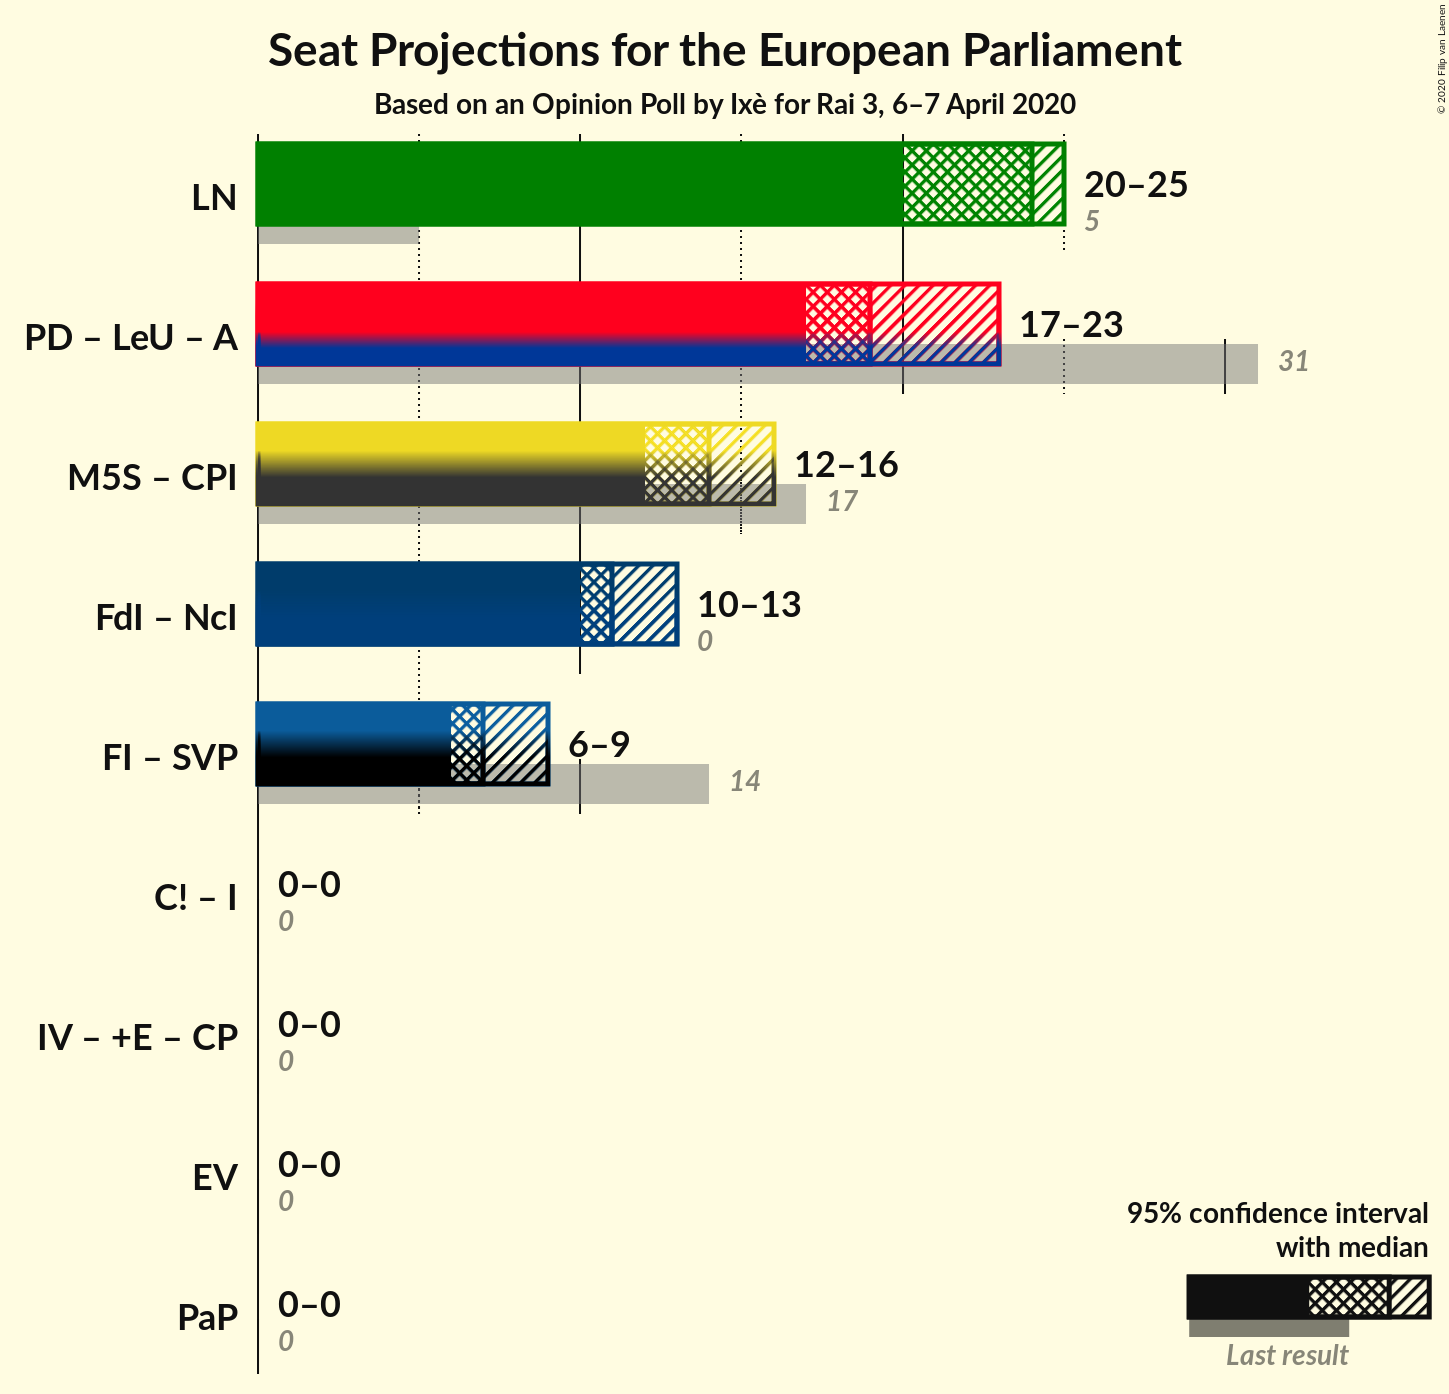 Seat Projections for the European Parliament
Based on an Opinion Poll by Ixè for Rai 3, 6–7 April 2020
© 2020 Filip van Laenen
LN
20–25
5
PD – LeU – A
17–23
31
M5S – CPI
12–16
17
FdI – NcI
10–13
0
FI – SVP
6–9
14
C! – I
0–0
0
IV – +E – CP
0–0
0
EV
0–0
0
PaP
0–0
0
95% confidence interval
with median
Last result